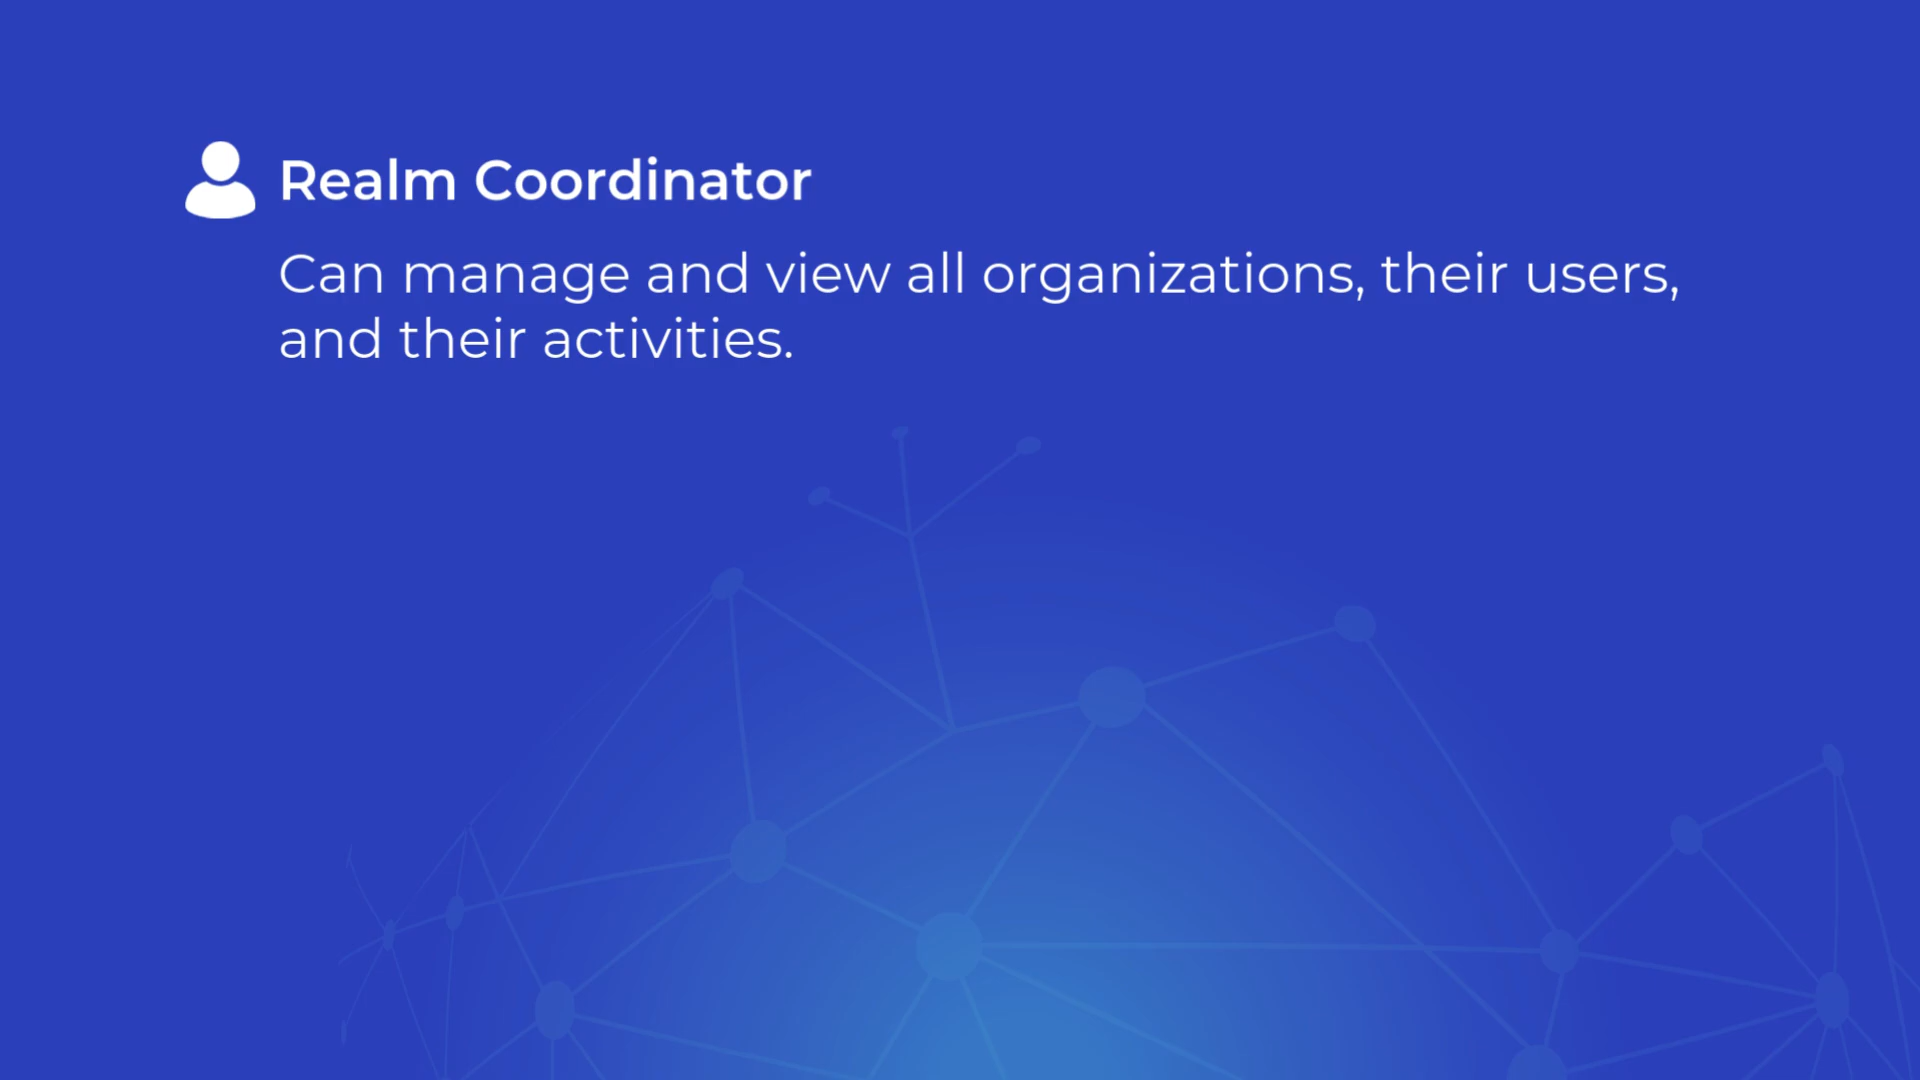 Realm Coordinator
Can manage and view all organizations, their users,
and their activities.